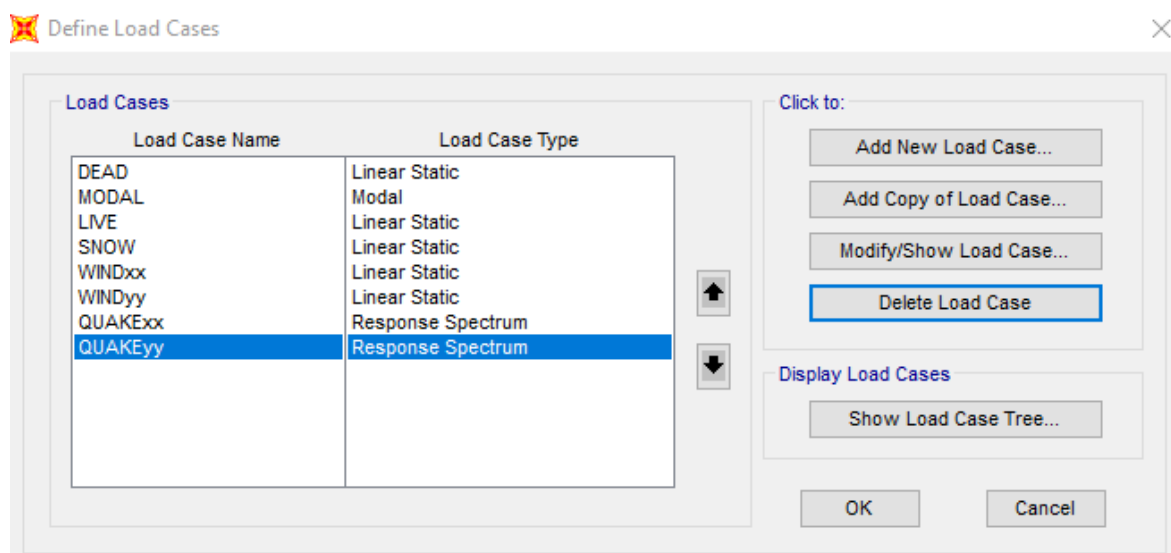 Define Load Cases
Load Cases
Load Case Name Load Case Type
DEAD Linear Static
MODAL Modal
LIVE Linear Static
SNOW Linear Static
WINDxx Linear Static
WINDyy Linear Static
QUAKExx Response Spectrum
QUAKEyy Response Spectrum
Click to:
Add New Load Case...
Add Copy of Load Case...
Modify/Show Load Case...
Delete Load Case
Display Load Cases
Show Load Case Tree...
OK Cancel